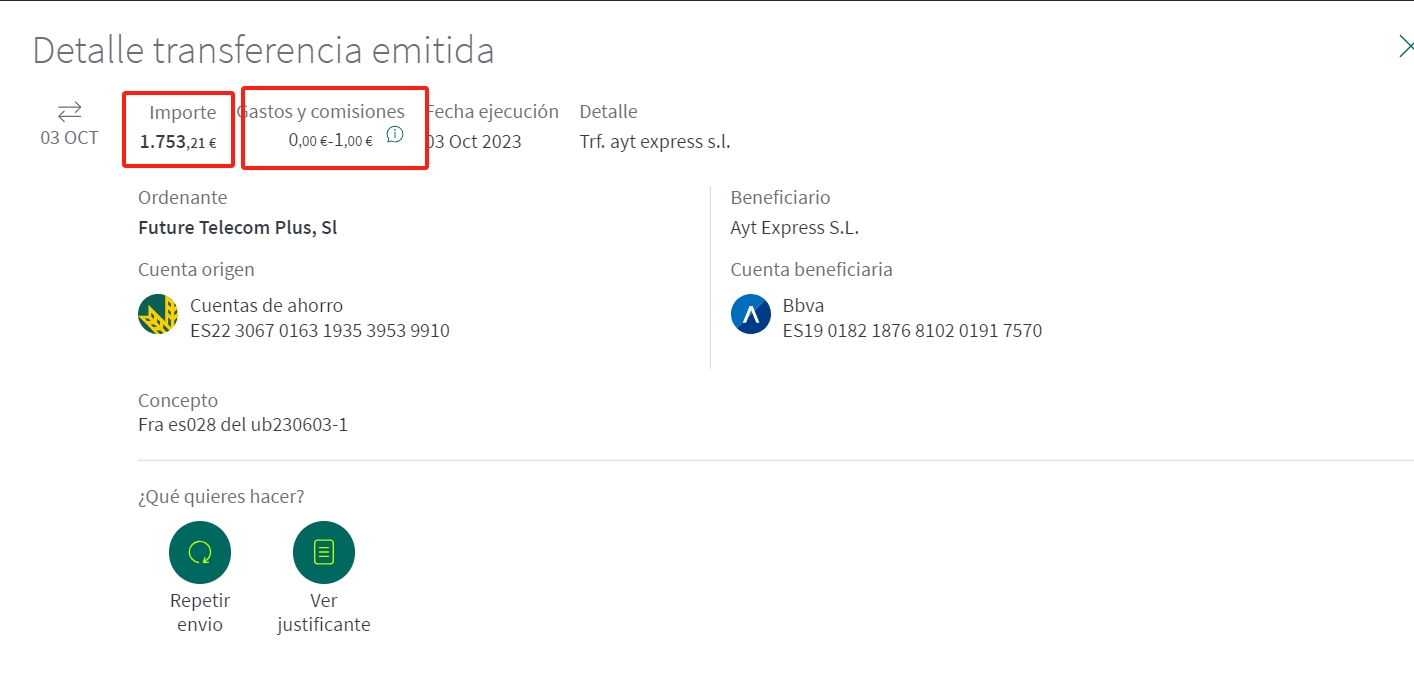 Detalle transferencia emitida
03 OCT
Importe
1.753,21 €
Gastos y comisiones
0,00 €-1,00 €
Fecha ejecución
03 Oct 2023
Detalle
Trf. ayt express s.l.
Ordenante
Future Telecom Plus, Sl
Cuenta origen
Cuentas de ahorro
ES22 3067 0163 1935 3953 9910
Beneficiario
Ayt Express S.L.
Cuenta beneficiaria
Bbva
ES19 0182 1876 8102 0191 7570
Concepto
Fra es028 del ub230603-1
¿Qué quieres hacer?
Repetir
envio
Ver
justificante